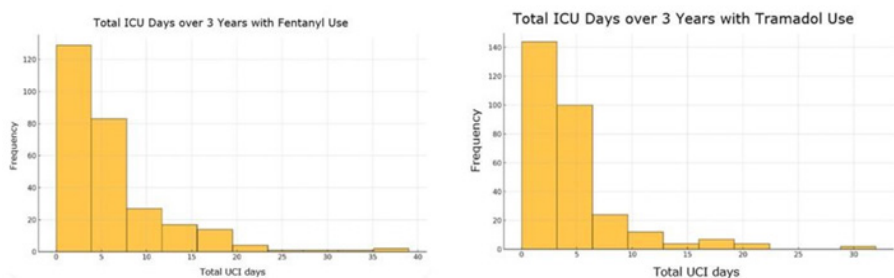 Total ICU Days over 3 Years with Fentanyl Use
120
100
80
60
40
20
0
Frequency
0 5 10 15 20 25 30 35 40
Total UCI days
Total ICU Days over 3 Years with Tramadol Use
140
120
100
80
60
40
20
0
Frequency
0 5 10 15 20 25 30
Total UCI days